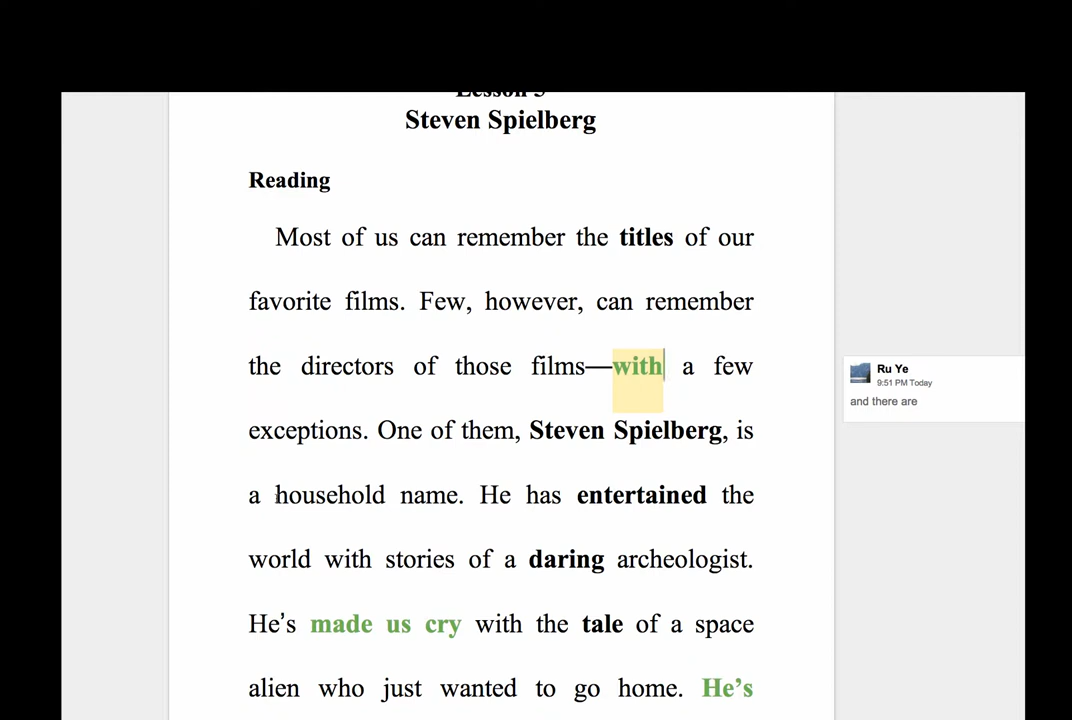 Lesson 5
Steven Spielberg
Reading
Most of us can remember the titles of our
favorite films. Few, however, can remember
the directors of those films—with a few
exceptions. One of them, Steven Spielberg, is
a household name. He has entertained the
world with stories of a daring archeologist.
He’s made us cry with the tale of a space
alien who just wanted to go home. He’s
Ru Ye
9:51 PM Today
and there are